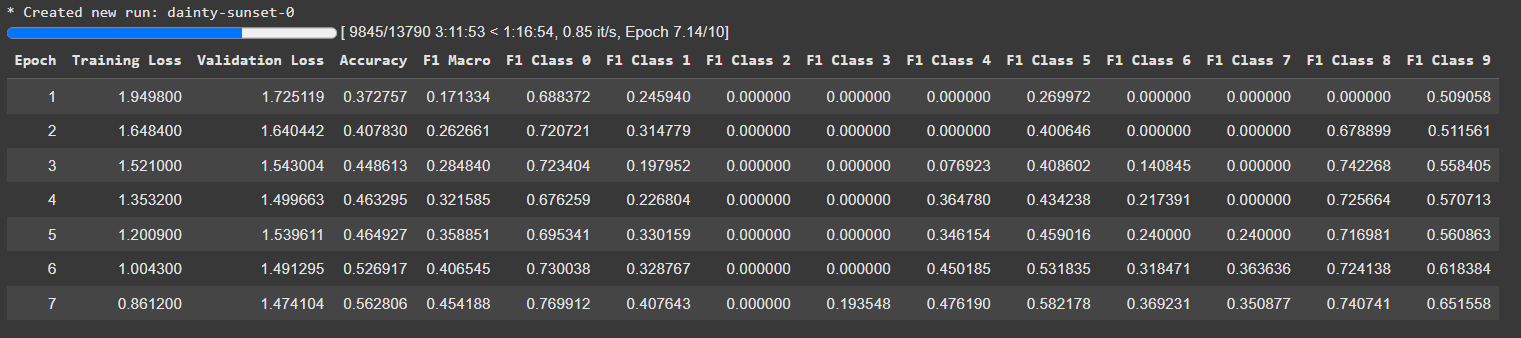 * Created new run: dainty-sunset-0
[ 9845/13790 3:11:53 < 1:16:54, 0.85 it/s, Epoch 7.14/10]
Epoch Training Loss Validation Loss Accuracy F1 Macro F1 Class 0 F1 Class 1 F1 Class 2 F1 Class 3 F1 Class 4 F1 Class 5 F1 Class 6 F1 Class 7 F1 Class 8 F1 Class 9
1 1.949800 1.725119 0.372757 0.171334 0.688372 0.245940 0.000000 0.000000 0.000000 0.269972 0.000000 0.000000 0.000000 0.509058
2 1.648400 1.640442 0.407830 0.262661 0.720721 0.314779 0.000000 0.000000 0.000000 0.400646 0.000000 0.000000 0.678899 0.511561
3 1.521000 1.543004 0.448613 0.284840 0.723404 0.197952 0.000000 0.000000 0.076923 0.408602 0.140845 0.000000 0.742268 0.558405
4 1.353200 1.499663 0.463295 0.321585 0.676259 0.226804 0.000000 0.000000 0.364780 0.434238 0.217391 0.000000 0.725664 0.570713
5 1.200900 1.539611 0.464927 0.358851 0.695341 0.330159 0.000000 0.000000 0.346154 0.459016 0.240000 0.240000 0.716981 0.560863
6 1.004300 1.491295 0.526917 0.406545 0.730038 0.328767 0.000000 0.000000 0.450185 0.531835 0.318471 0.363636 0.724138 0.618384
7 0.861200 1.474104 0.562806 0.454188 0.769912 0.407643 0.000000 0.193548 0.476190 0.582178 0.369231 0.350877 0.740741 0.651558